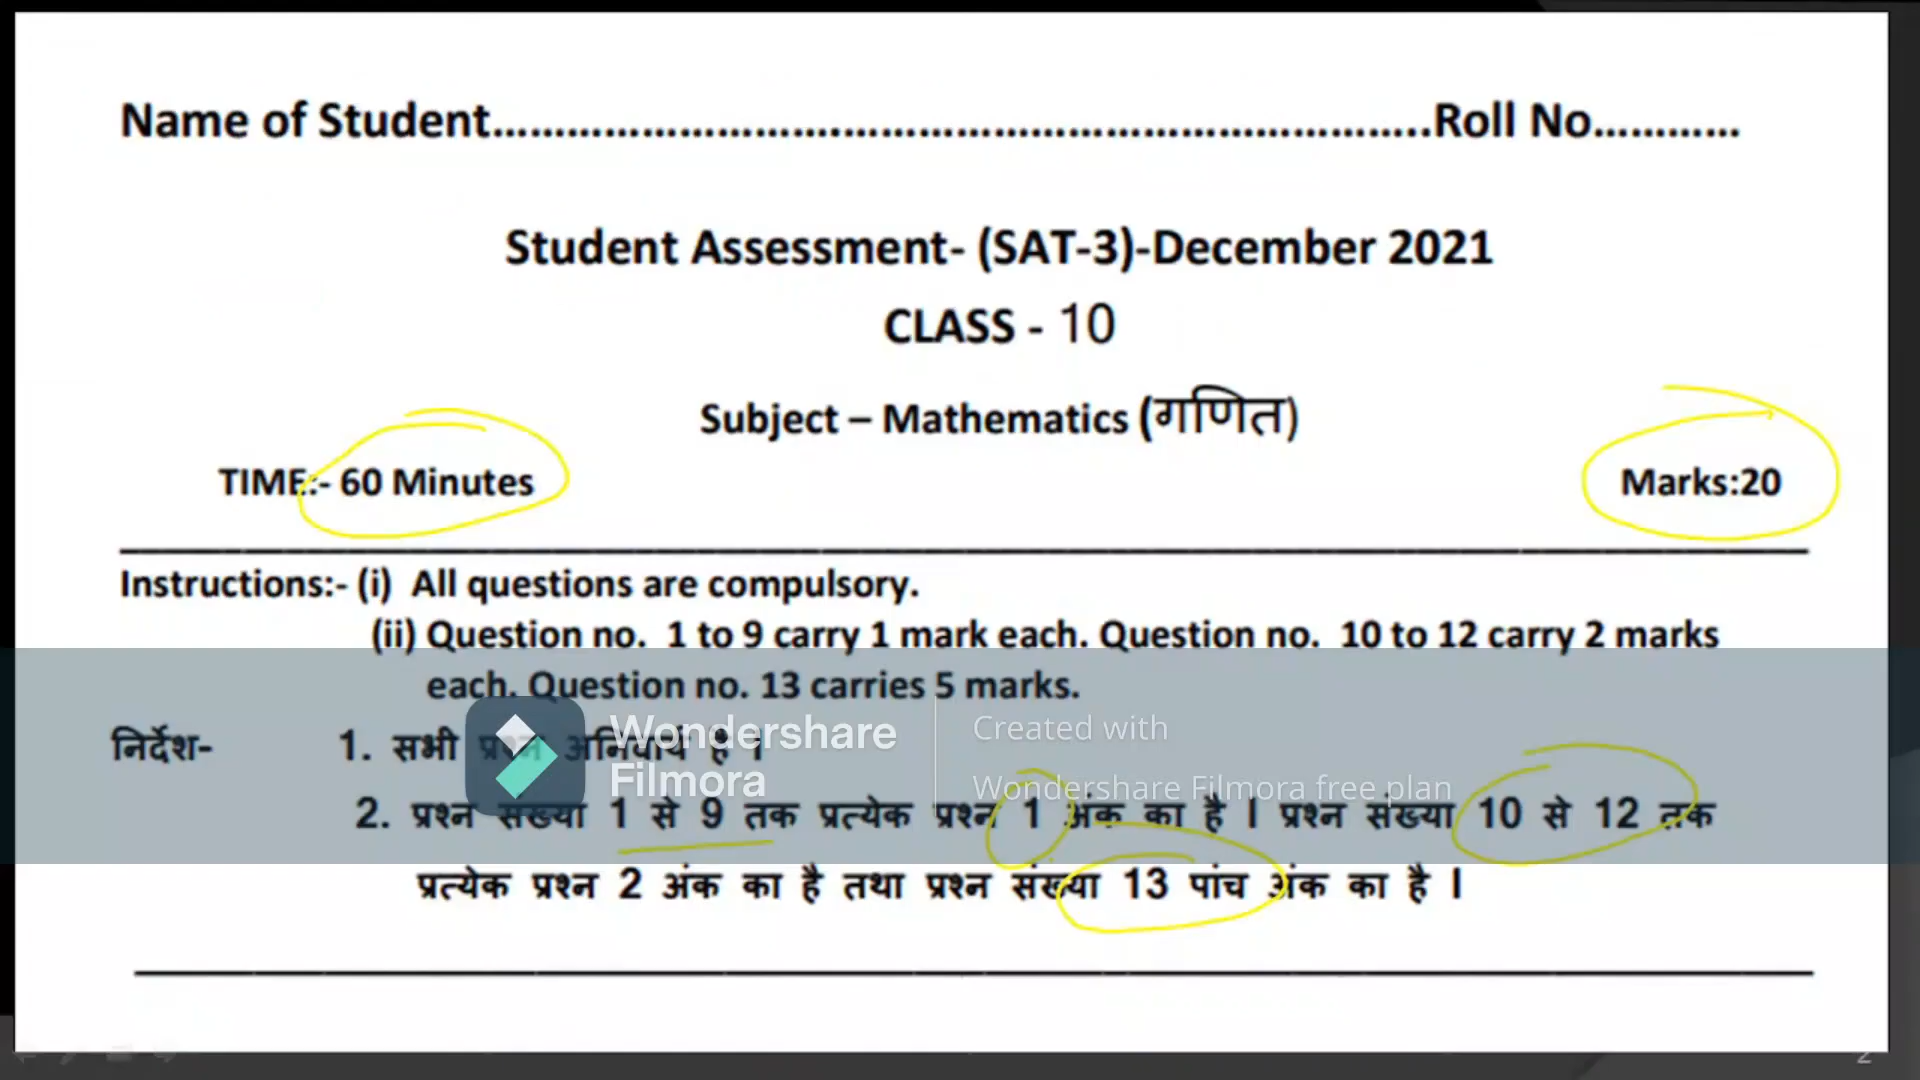 Name of Student.......................................................................................Roll No............
Student Assessment- (SAT-3)-December 2021
CLASS - 10
Subject – Mathematics (गणित)
TIME:- 60 Minutes Marks:20
Instructions:- (i) All questions are compulsory.
(ii) Question no. 1 to 9 carry 1 mark each. Question no. 10 to 12 carry 2 marks
each. Question no. 13 carries 5 marks.
निर्देश- 1. सभी प्रश्न अनिवार्य है ।
Wondershare Filmora
Created with
Wondershare Filmora free plan
2. प्रश्न संख्या 1 से 9 तक प्रत्येक प्रश्न 1 अंक का है । प्रश्न संख्या 10 से 12 तक
प्रत्येक प्रश्न 2 अंक का है तथा प्रश्न संख्या 13 पांच अंक का है ।
2